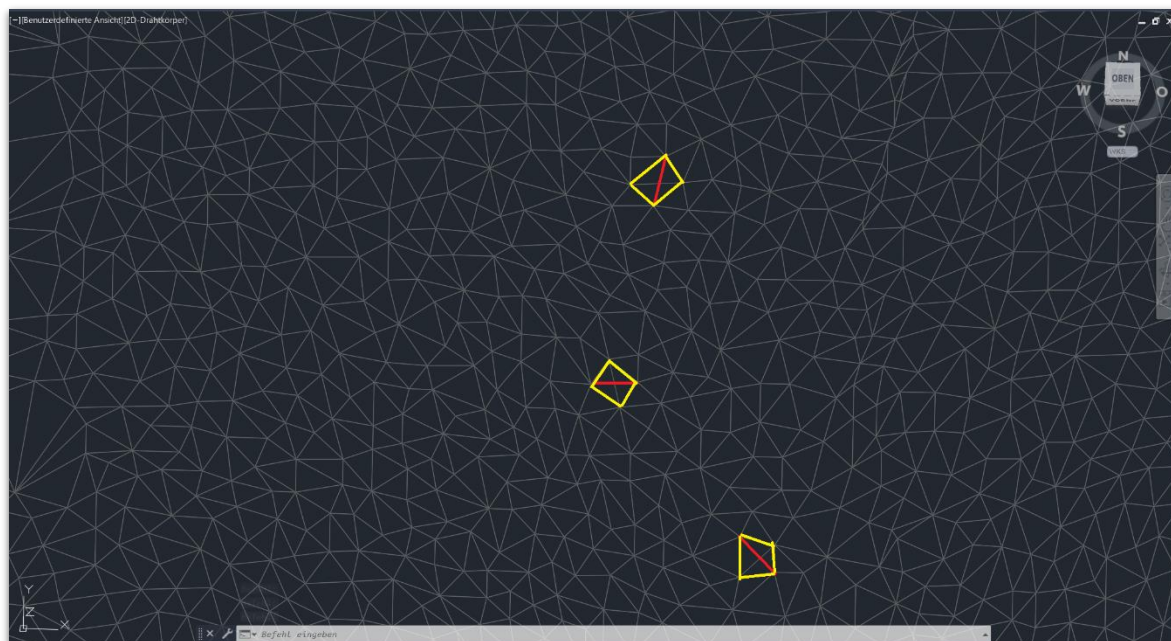 [−][Benutzerdefinierte Ansicht][2D-Drahtkörper]
N
W
OBEN
O
S
Y
Z
X
Befehl eingeben